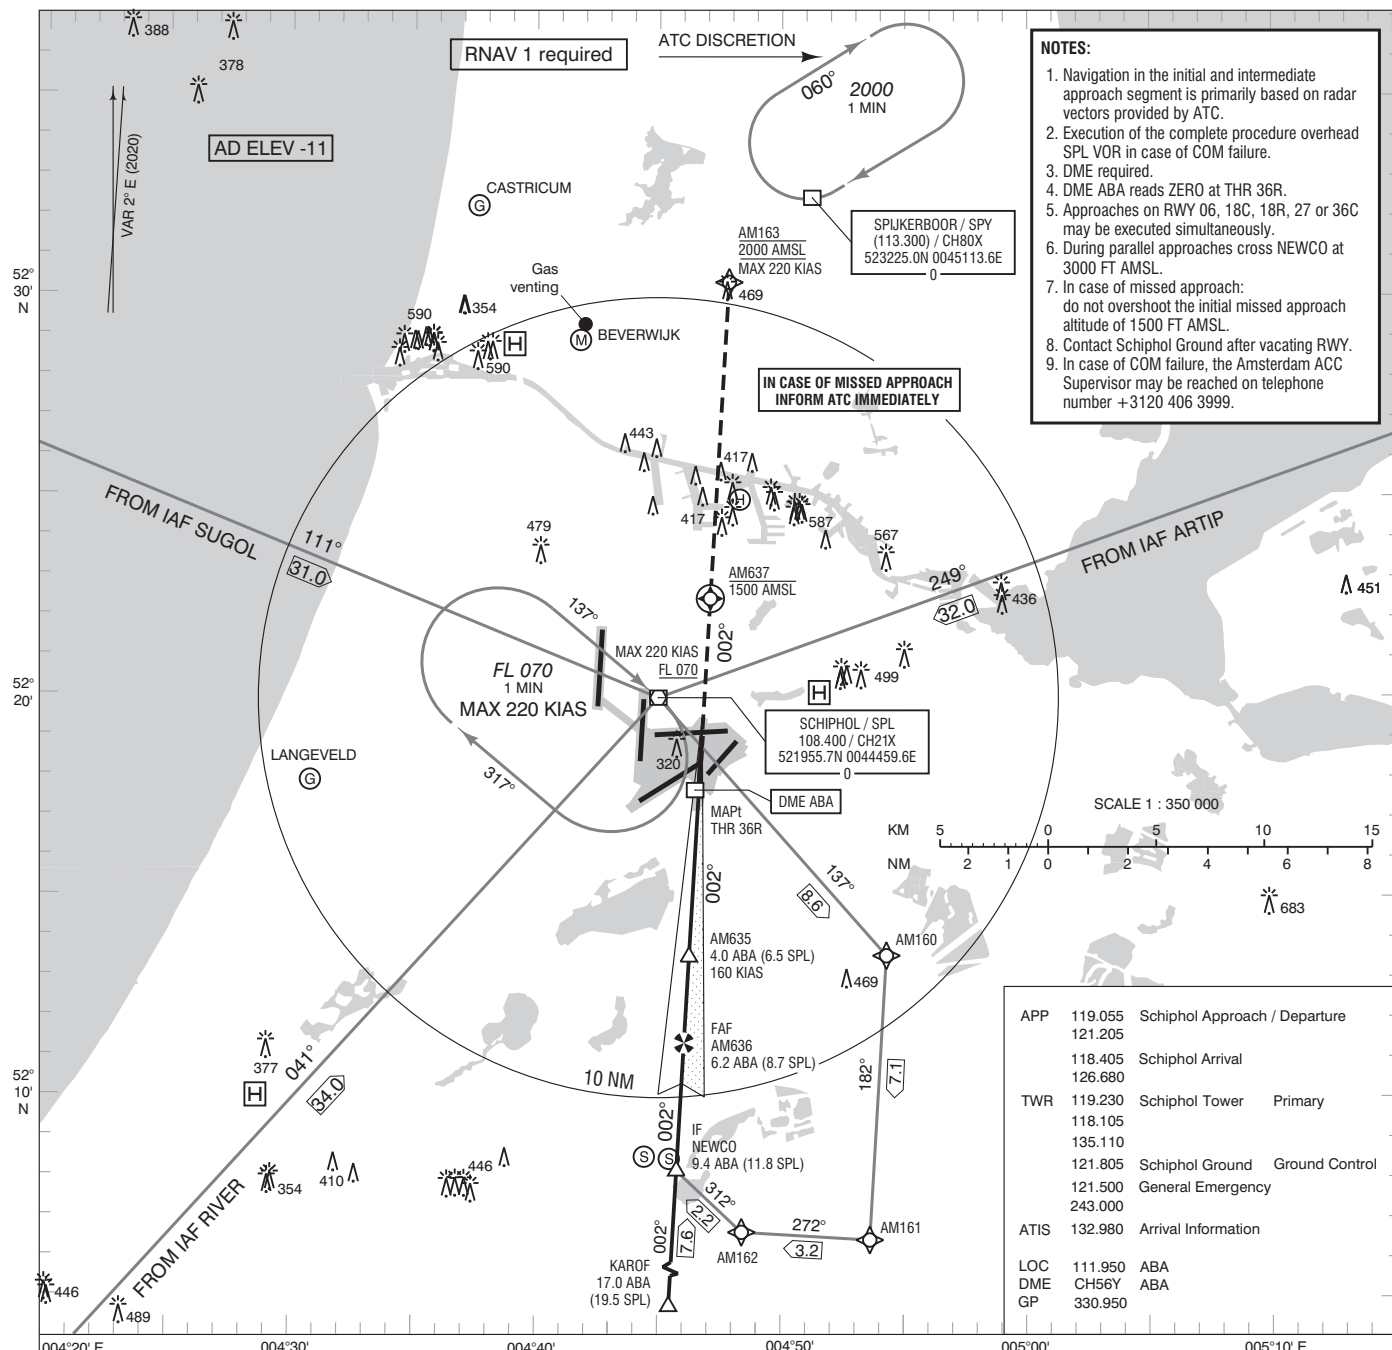 388
378
RNAV 1 required
ATC DISCRETION
060°
2000
1 MIN
NOTES:
1. Navigation in the initial and intermediate
approach segment is primarily based on radar
vectors provided by ATC.
2. Execution of the complete procedure overhead
SPL VOR in case of COM failure.
3. DME required.
4. DME ABA reads ZERO at THR 36R.
5. Approaches on RWY 06, 18C, 18R, 27 or 36C
may be executed simultaneously.
6. During parallel approaches cross NEWCO at
3000 FT AMSL.
7. In case of missed approach:
do not overshoot the initial missed approach
altitude of 1500 FT AMSL.
8. Contact Schiphol Ground after vacating RWY.
9. In case of COM failure, the Amsterdam ACC
Supervisor may be reached on telephone
number +3120 406 3999.
VAR 2° E (2020)
AD ELEV -11
CASTRICUM
G
SPIJKERBOOR / SPY
(113.300) / CH80X
523225.0N 0045113.6E
0
AM163
2000 AMSL
MAX 220 KIAS
469
52°
30'
N
Gas
venting
354
590
H
590
M
BEVERWIJK
IN CASE OF MISSED APPROACH
INFORM ATC IMMEDIATELY
443
417
H
417
587
567
479
FROM IAF SUGOL
111°
31.0
FROM IAF ARTIP
249°
32.0
436
451
AM637
1500 AMSL
002°
137°
MAX 220 KIAS
FL 070
FL 070
1 MIN
MAX 220 KIAS
499
H
52°
20'
SCHIPHOL / SPL
108.400 / CH21X
521955.7N 0044459.6E
0
320
317°
LANGEVELD
G
DME ABA
MAPt
THR 36R
SCALE 1 : 350 000
KM 5 0 5 10 15
NM 2 1 0 2 4 6 8
002°
137°
8.6
683
AM635
4.0 ABA (6.5 SPL)
160 KIAS
AM160
469
FAF
AM636
6.2 ABA (8.7 SPL)
182°
7.1
377
H
041°
34.0
52°
10'
N
10 NM
002°
IF
NEWCO
9.4 ABA (11.8 SPL)
S
S
446
410
354
312°
2.2
272°
3.2
AM161
AM162
002°
7.6
KAROF
17.0 ABA
(19.5 SPL)
FROM IAF RIVER
446
489
APP 119.055 Schiphol Approach / Departure
121.205
118.405 Schiphol Arrival
126.680
TWR 119.230 Schiphol Tower Primary
118.105
135.110
121.805 Schiphol Ground Ground Control
121.500 General Emergency
243.000
ATIS 132.980 Arrival Information
LOC 111.950 ABA
DME CH56Y ABA
GP 330.950
004°20' E 004°30' 004°40' 004°50' 005°00' 005°10' E